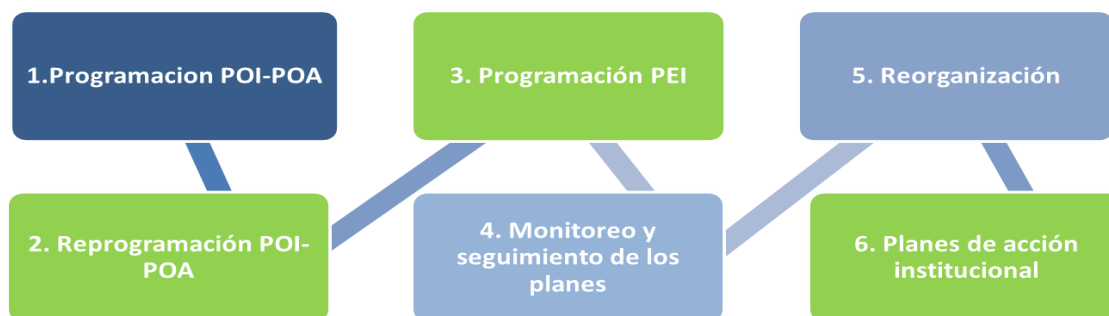 1.Programacion POI-POA
2. Reprogramación POI-
POA
3. Programación PEI
4. Monitoreo y
seguimiento de los
planes
5. Reorganización
6. Planes de acción
institucional